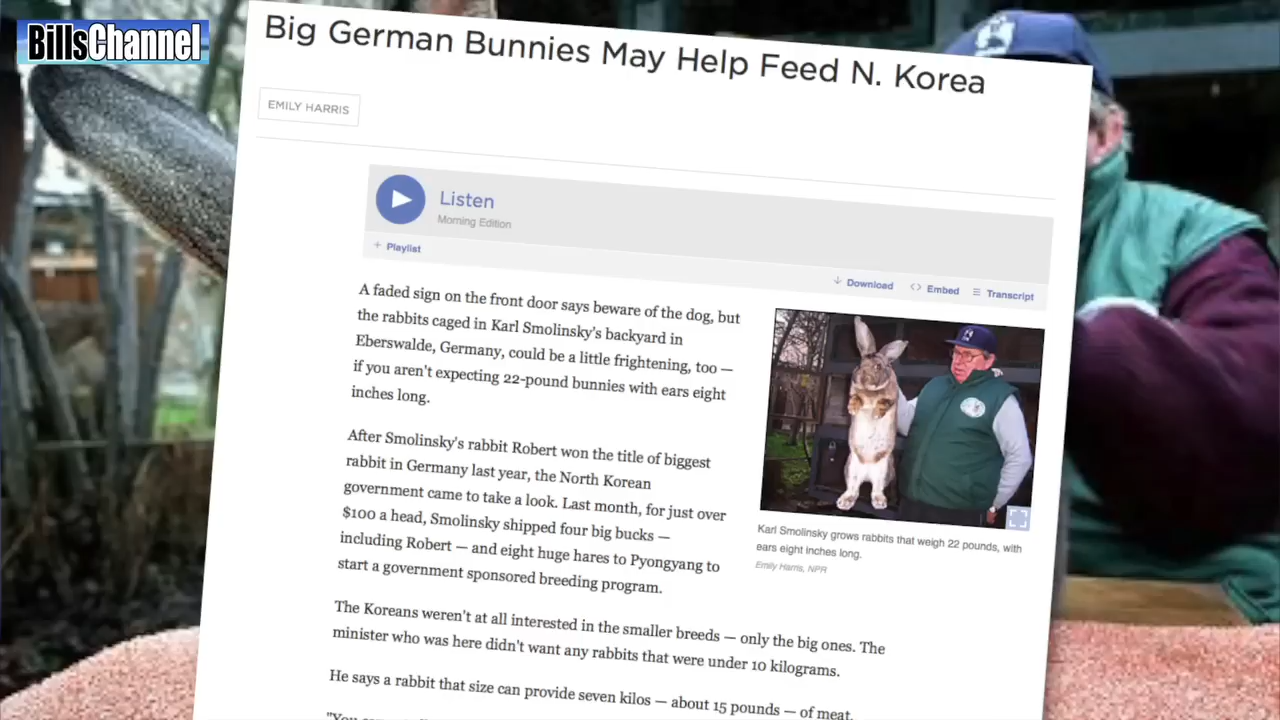 BillsChannel
Big German Bunnies May Help Feed N. Korea
EMILY HARRIS
Listen
Morning Edition
+ Playlist
Download
Embed
Transcript
A faded sign on the front door says beware of the dog, but
the rabbits caged in Karl Smolinsky's backyard in
Eberswalde, Germany, could be a little frightening, too —
if you aren't expecting 22-pound bunnies with ears eight
inches long.
After Smolinsky's rabbit Robert won the title of biggest
rabbit in Germany last year, the North Korean
government came to take a look. Last month, for just over
$100 a head, Smolinsky shipped four big bucks —
including Robert — and eight huge hares to Pyongyang to
start a government sponsored breeding program.
Karl Smolinsky grows rabbits that weigh 22 pounds, with
ears eight inches long.
Emily Harris, NPR
The Koreans weren't at all interested in the smaller breeds — only the big ones. The
minister who was here didn't want any rabbits that were under 10 kilograms.
He says a rabbit that size can provide seven kilos — about 15 pounds — of meat.